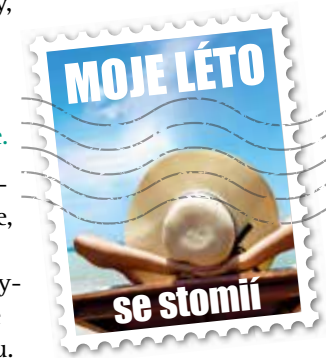 y,
MOJE LÉTO
e.
-
e,
y-
se stomií
u.